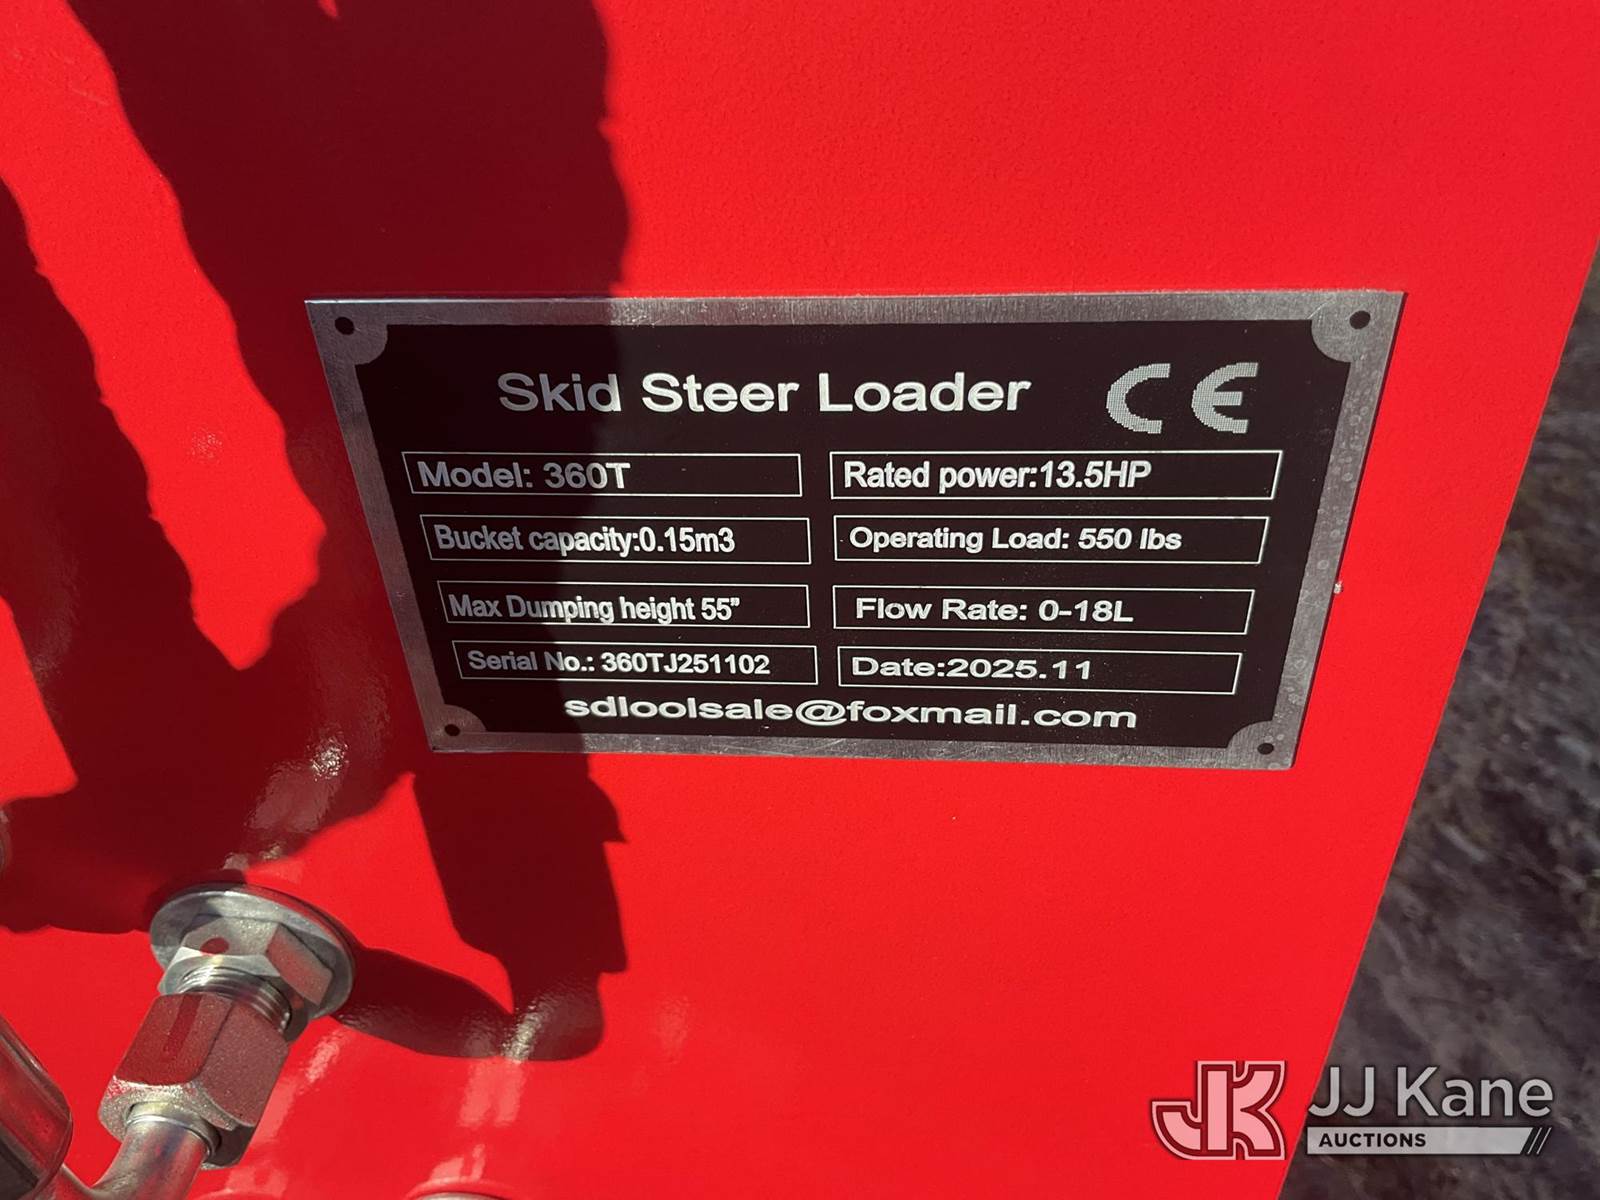 Skid Steer Loader CE
Model: 360T
Rated power:13.5HP
Bucket capacity:0.15m3
Operating Load: 550 lbs
Max Dumping height 55"
Flow Rate: 0-18L
Serial No.: 360TJ251102
Date:2025.11
sdloolsale@foxmail.com
JK JJ Kane
AUCTIONS